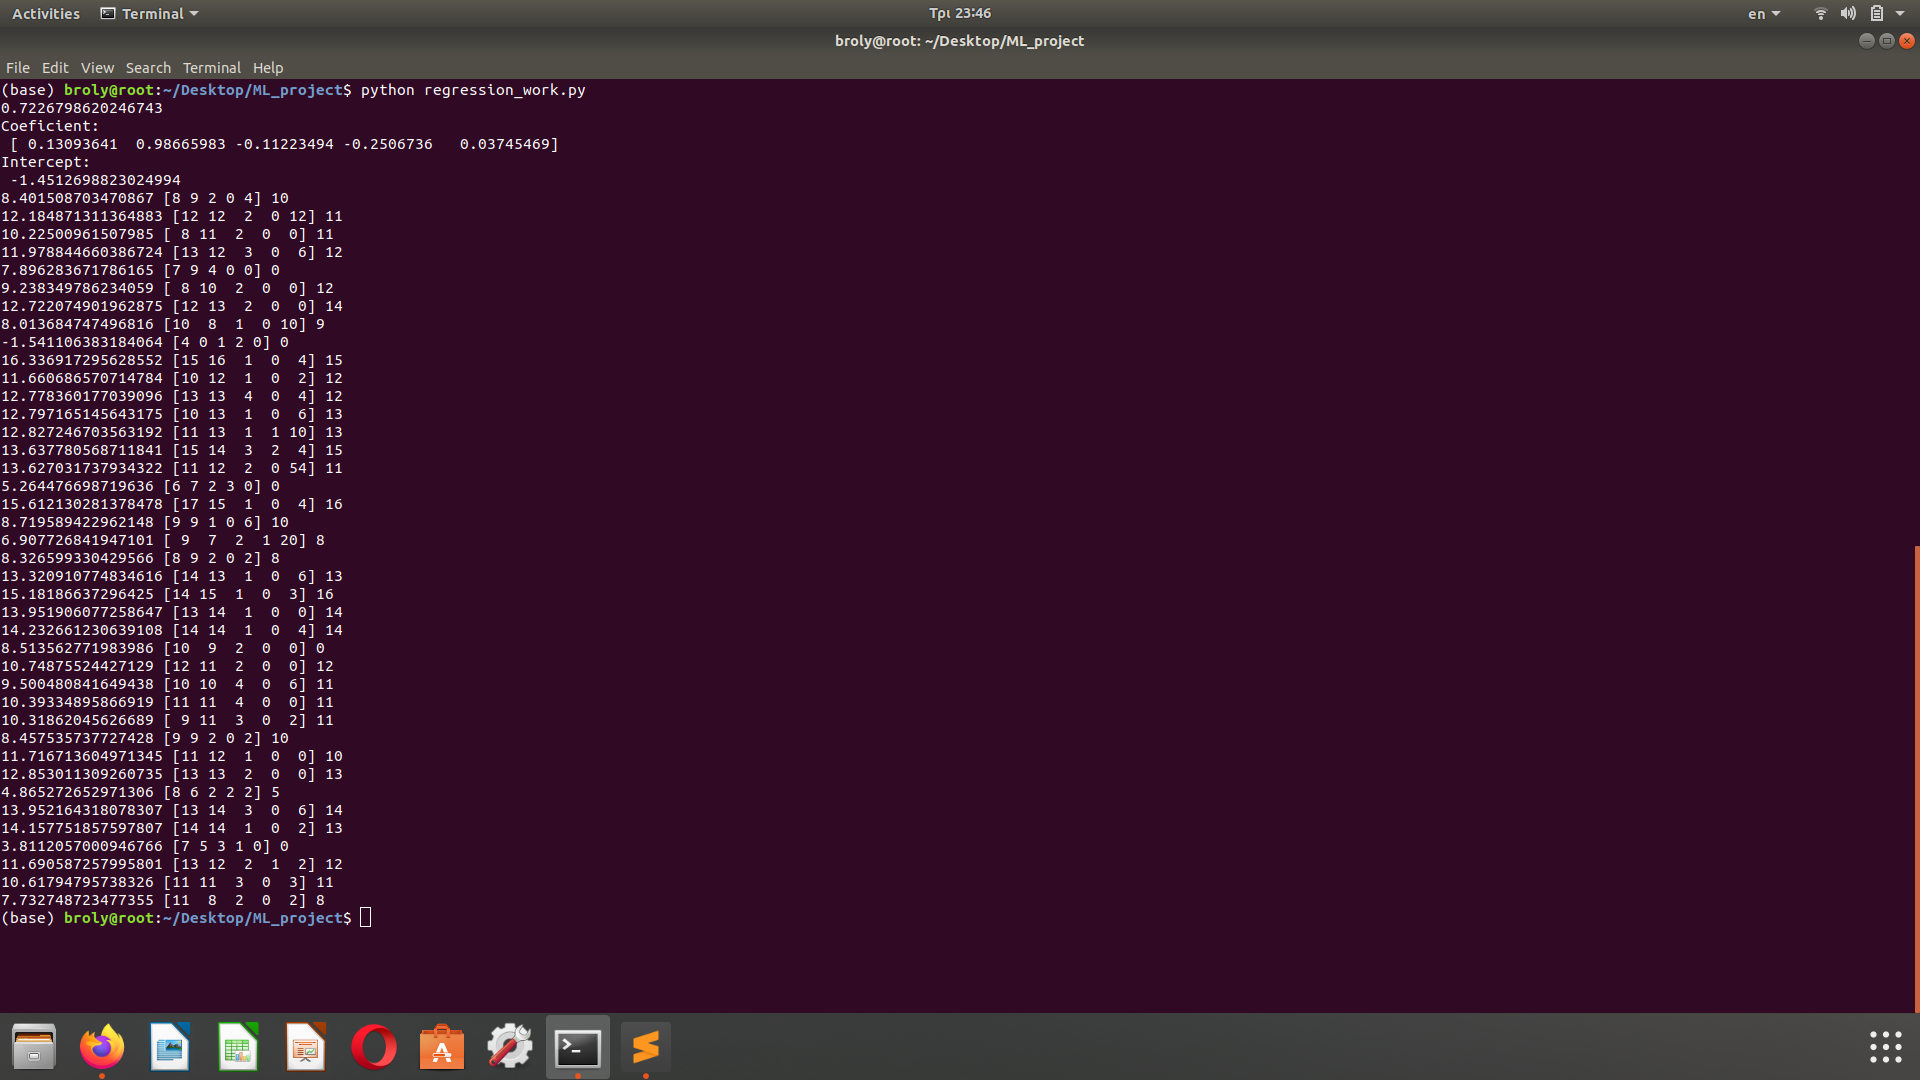 Activities Terminal Τρι 23:46 en
broly@root: ~/Desktop/ML_project
File Edit View Search Terminal Help
(base) broly@root:~/Desktop/ML_project$ python regression_work.py
0.7226798620246743
Coeficient:
 [ 0.13093641  0.98665983 -0.11223494 -0.2506736   0.03745469]
Intercept:
 -1.4512698823024994
8.401508703470867 [8 9 2 0 4] 10
12.184871311364883 [12 12  2  0 12] 11
10.22500961507985 [ 8 11  2  0  0] 11
11.978844660386724 [13 12  3  0  6] 12
7.896283671786165 [7 9 4 0 0] 0
9.238349786234059 [ 8 10  2  0  0] 12
12.722074901962875 [12 13  2  0  0] 14
8.013684747496816 [10  8  1  0 10] 9
-1.541106383184064 [4 0 1 2 0] 0
16.336917295628552 [15 16  1  0  4] 15
11.660686570714784 [10 12  1  0  2] 12
12.778360177039096 [13 13  4  0  4] 12
12.797165145643175 [10 13  1  0  6] 13
12.827246703563192 [11 13  1  1 10] 13
13.637780568711841 [15 14  3  2  4] 15
13.627031737934322 [11 12  2  0 54] 11
5.264476698719636 [6 7 2 3 0] 0
15.612130281378478 [17 15  1  0  4] 16
8.719589422962148 [9 9 1 0 6] 10
6.907726841947101 [ 9  7  2  1 20] 8
8.326599330429566 [8 9 2 0 2] 8
13.320910774834616 [14 13  1  0  6] 13
15.18186637296425 [14 15  1  0  3] 16
13.951906077258647 [13 14  1  0  0] 14
14.232661230639108 [14 14  1  0  4] 14
8.513562771983986 [10  9  2  0  0] 0
10.74875524427129 [12 11  2  0  0] 12
9.500480841649438 [10 10  4  0  6] 11
10.39334895866919 [11 11  4  0  0] 11
10.31862045626689 [ 9 11  3  0  2] 11
8.457535737727428 [9 9 2 0 2] 10
11.716713604971345 [11 12  1  0  0] 10
12.853011309260735 [13 13  2  0  0] 13
4.865272652971306 [8 6 2 2 2] 5
13.952164318078307 [13 14  3  0  6] 14
14.157751857597807 [14 14  1  0  2] 13
3.8112057000946766 [7 5 3 1 0] 0
11.690587257995801 [13 12  2  1  2] 12
10.61794795738326 [11 11  3  0  3] 11
7.732748723477355 [11  8  2  0  2] 8
(base) broly@root:~/Desktop/ML_project$